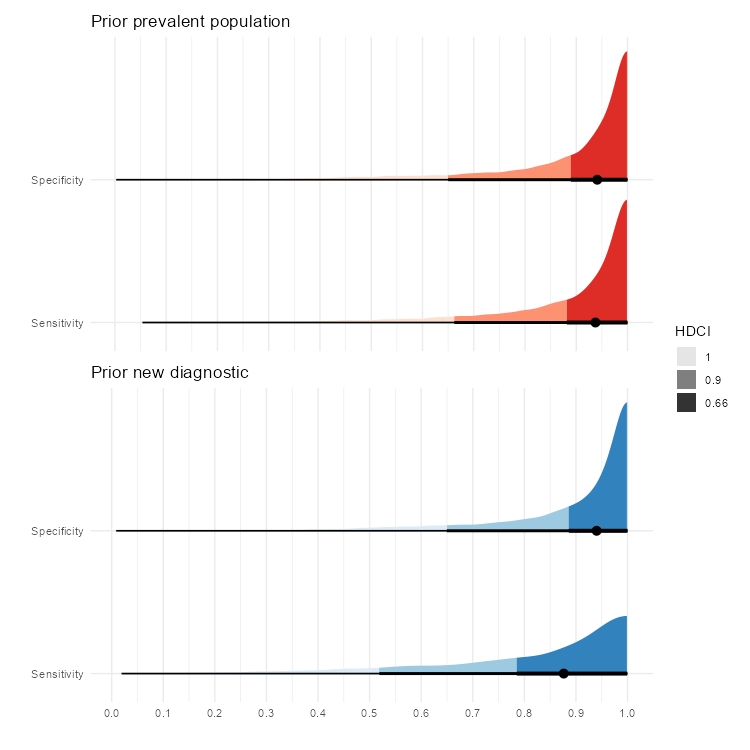 Prior prevalent population
Specificity
Sensitivity
HDCI
1
0.9
0.66
Prior new diagnostic
Specificity
Sensitivity
0.0 0.1 0.2 0.3 0.4 0.5 0.6 0.7 0.8 0.9 1.0